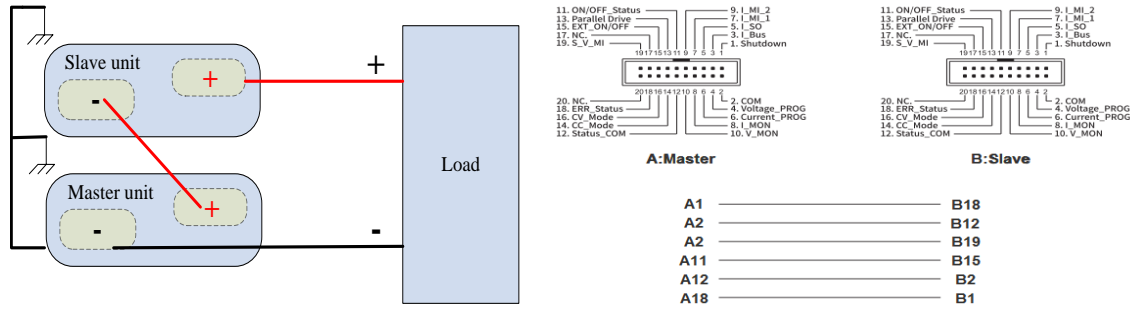 Slave unit
+
-
Master unit
+
-
+
-
Load
11. ON/OFF_Status
13. Parallel Drive
15. EXT_ON/OFF
17. NC.
19. S_V_MI
9. I_MI_2
7. I_MI_1
5. I_SO
3. I_Bus
1. Shutdown
19 17 15 13 11 9 7 5 3 1
20 18 16 14 12 10 8 6 4 2
20. NC.
18. ERR_Status
16. CV_Mode
14. CC_Mode
12. Status_COM
2. COM
4. Voltage_PROG
6. Current_PROG
8. I_MON
10. V_MON
A:Master
11. ON/OFF_Status
13. Parallel Drive
15. EXT_ON/OFF
17. NC.
19. S_V_MI
9. I_MI_2
7. I_MI_1
5. I_SO
3. I_Bus
1. Shutdown
19 17 15 13 11 9 7 5 3 1
20 18 16 14 12 10 8 6 4 2
20. NC.
18. ERR_Status
16. CV_Mode
14. CC_Mode
12. Status_COM
2. COM
4. Voltage_PROG
6. Current_PROG
8. I_MON
10. V_MON
B:Slave
A1 B18
A2 B12
A2 B19
A11 B15
A12 B2
A18 B1